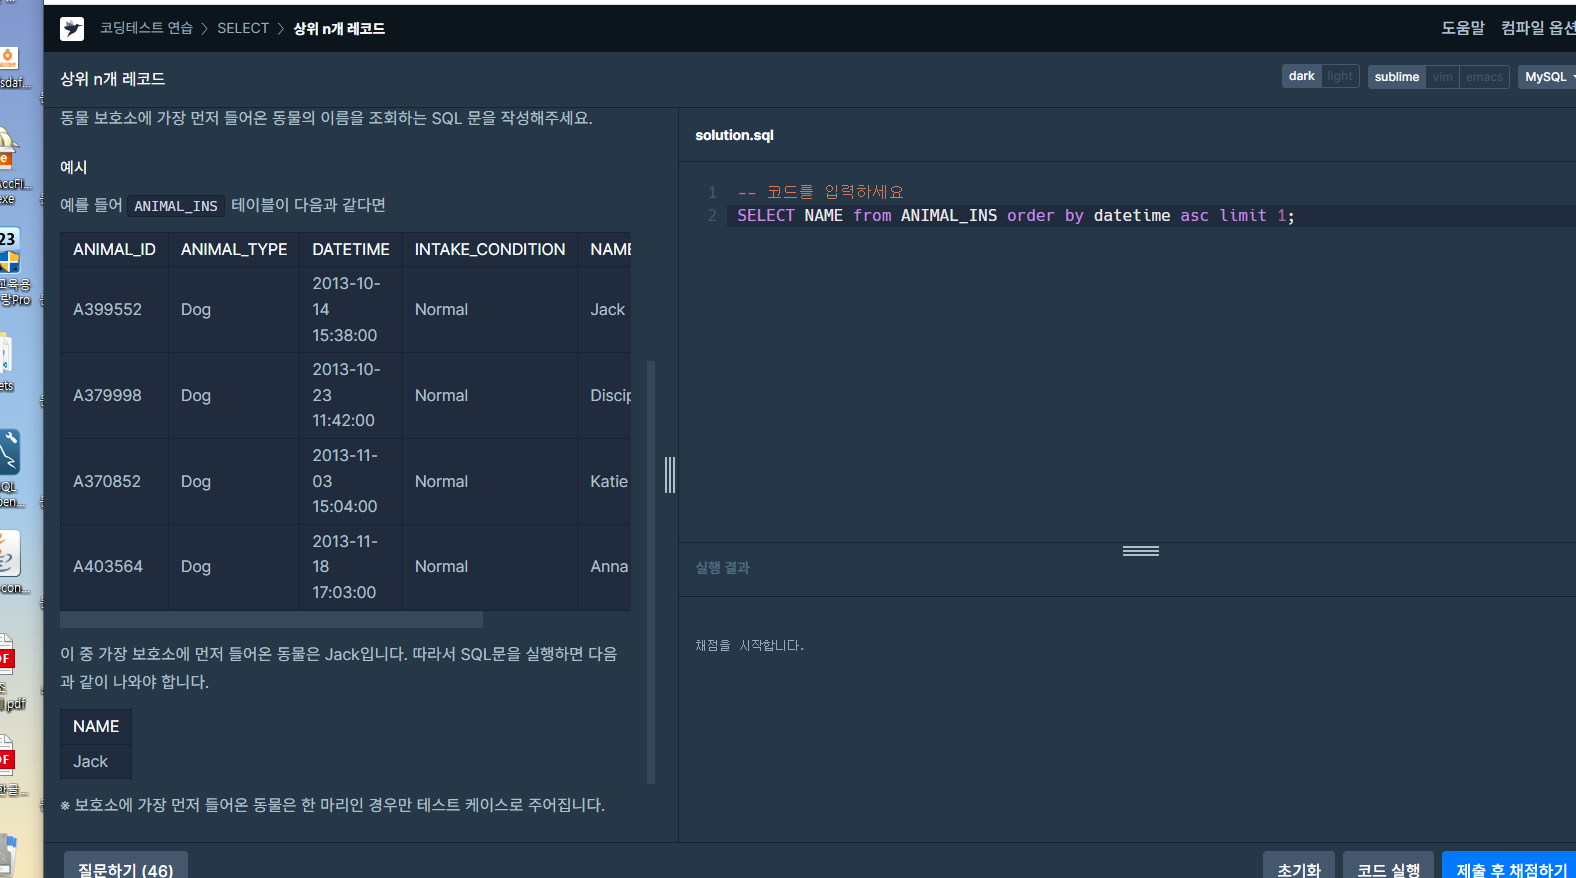 코딩테스트 연습 > SELECT > 상위 n개 레코드
도움말 컴파일 옵션
상위 n개 레코드
dark light sublime vim emacs MySQL
동물 보호소에 가장 먼저 들어온 동물의 이름을 조회하는 SQL 문을 작성해주세요.
예시
예를 들어 ANIMAL_INS 테이블이 다음과 같다면
ANIMAL_ID ANIMAL_TYPE DATETIME INTAKE_CONDITION NAME
A399552 Dog 2013-10-14 15:38:00 Normal Jack
A379998 Dog 2013-10-23 11:42:00 Normal Discip
A370852 Dog 2013-11-03 15:04:00 Normal Katie
A403564 Dog 2013-11-18 17:03:00 Normal Anna
이 중 가장 보호소에 먼저 들어온 동물은 Jack입니다. 따라서 SQL문을 실행하면 다음
과 같이 나와야 합니다.
NAME
Jack
※ 보호소에 가장 먼저 들어온 동물은 한 마리인 경우만 테스트 케이스로 주어집니다.
solution.sql
1 -- 코드를 입력하세요
2 SELECT NAME from ANIMAL_INS order by datetime asc limit 1;
실행 결과
채점을 시작합니다.
질문하기 (46)
초기화 코드 실행 제출 후 채점하기
sdaf...
AccFI...
exe
23
교육용
랑Pro
ets
QL
ben...
con...
DF
.pdf
DF
한글...